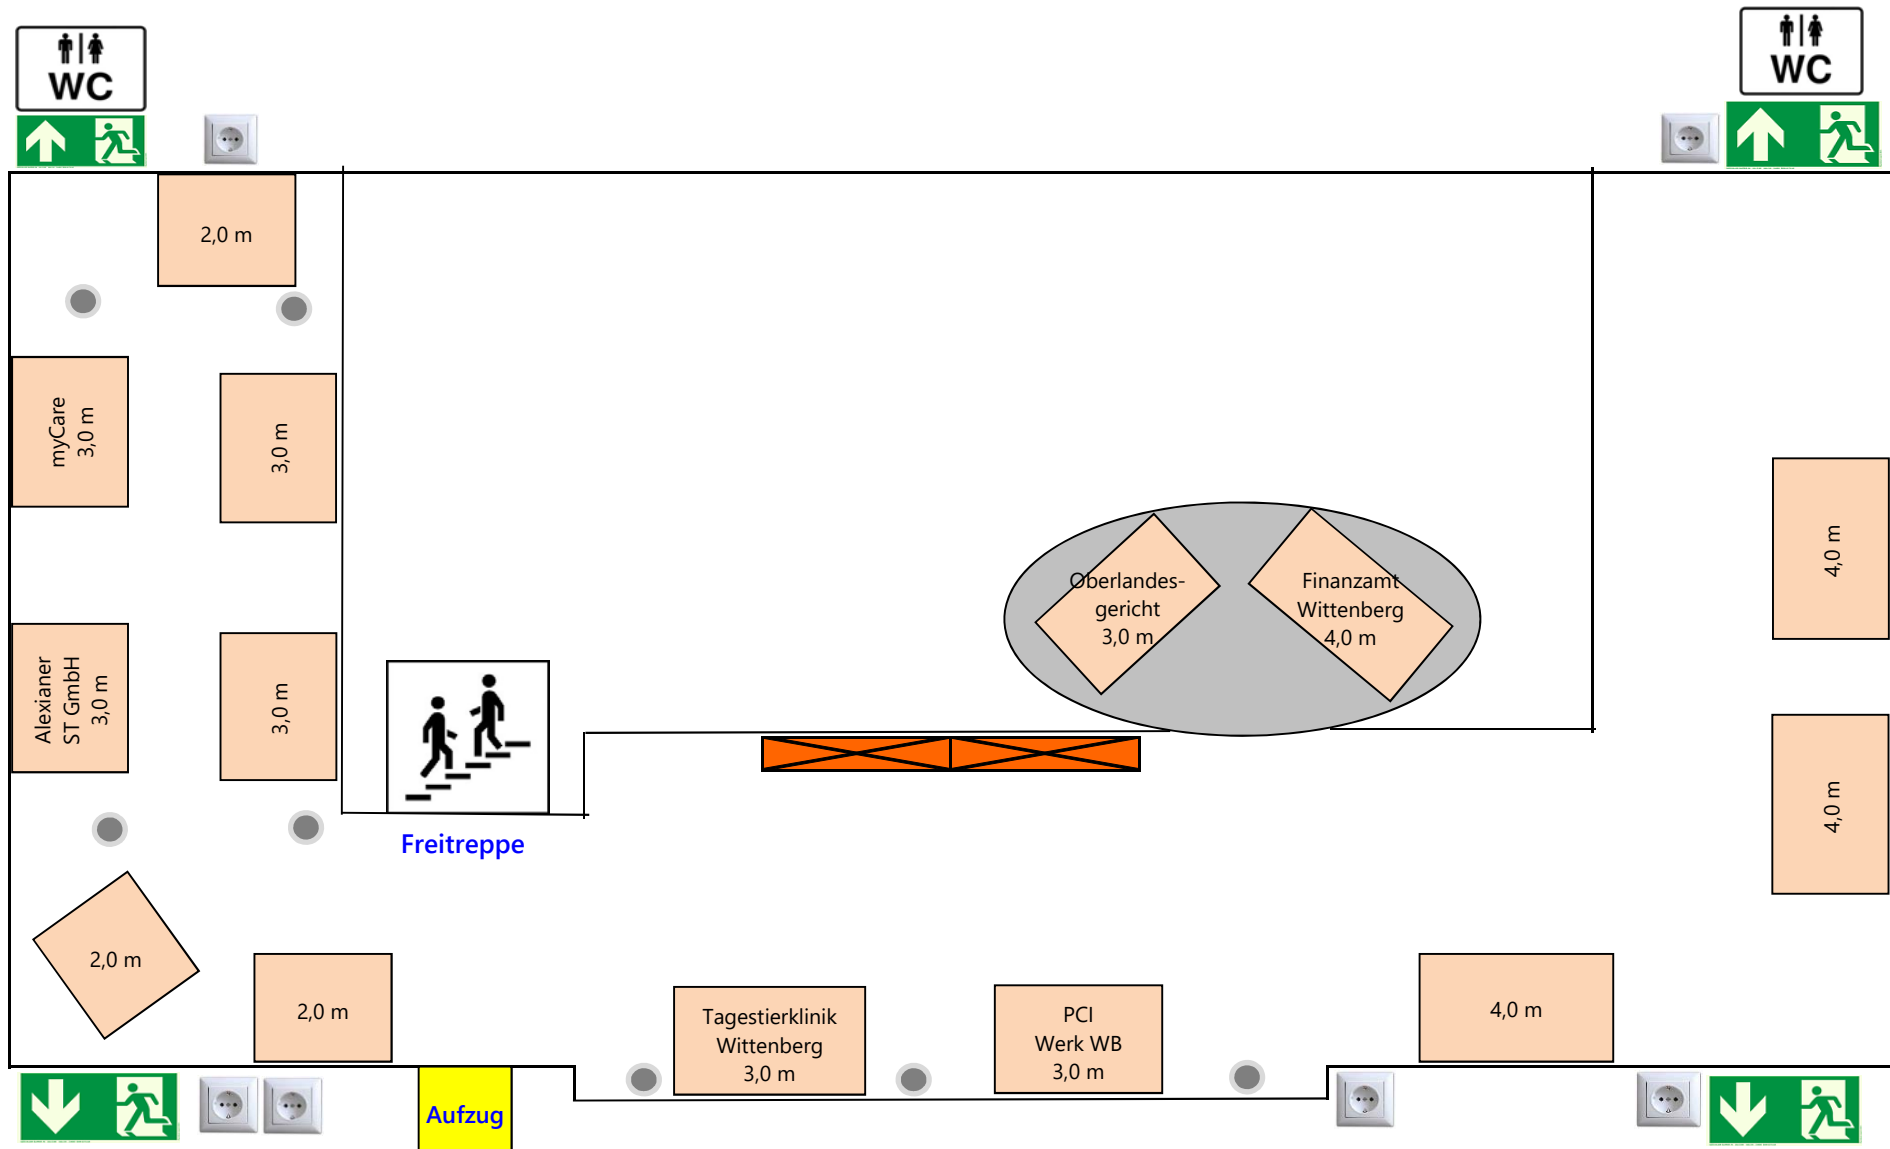 WC
WC
2,0 m
myCare
3,0 m
3,0 m
4,0 m
Oberlandes-
gericht
3,0 m
Finanzamt
Wittenberg
4,0 m
Alexianer
ST GmbH
3,0 m
3,0 m
4,0 m
Freitreppe
2,0 m
2,0 m
Tagestierklinik
Wittenberg
3,0 m
PCI
Werk WB
3,0 m
4,0 m
Aufzug